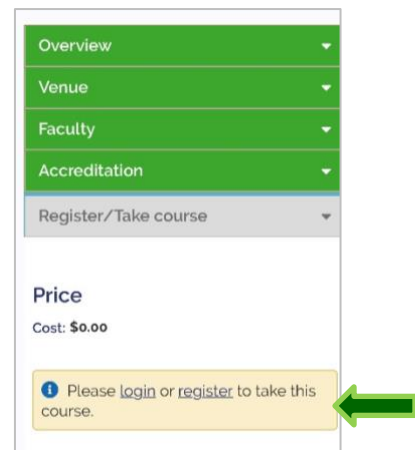 Overview
Venue
Faculty
Accreditation
Register/Take course
Price
Cost: $0.00
Please login or register to take this
course.